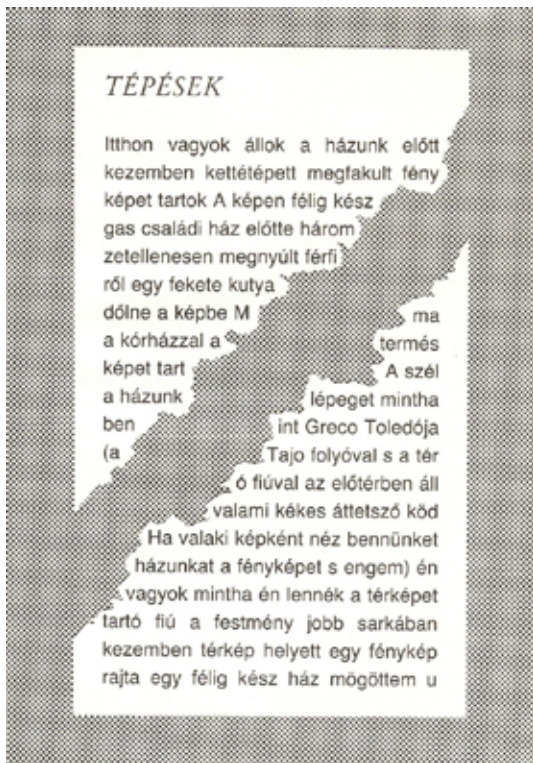 TÉPÉSEK
Itthon vagyok állok a házunk előtt
kezemben kettétépett megfakult fény
képet tartok A képen félig kész
gas családi ház előtte három
zetellenesen megnyúlt férfi
ről egy fekete kutya
dőlne a képbe M ma
a kórházzal a termés
képet tart A szél
a házunk lépeget mintha
ben int Greco Toledója
(a Tajo folyóval s a tér
ó fiúval az előtérben áll
valami kékes áttetsző köd
Ha valaki képként néz bennünket
házunkat a fényképet s engem) én
vagyok mintha én lennék a térképet
tartó fiú a festmény jobb sarkában
kezemben térkép helyett egy fénykép
rajta egy félig kész ház mögöttem u